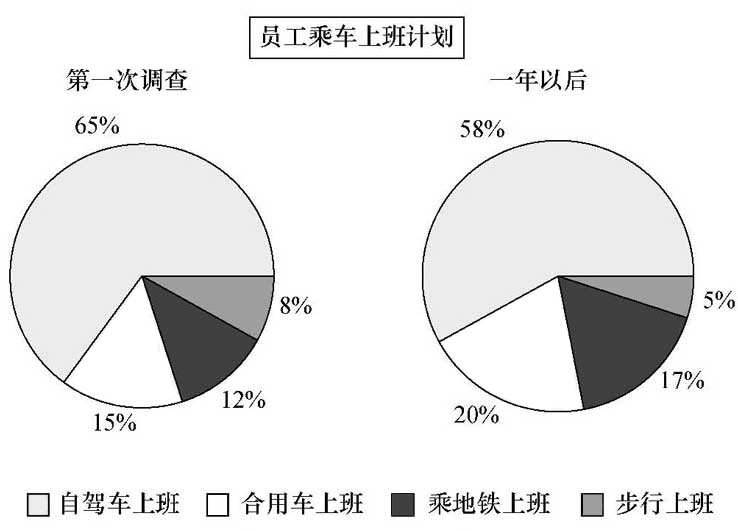 员工乘车上班计划
第一次调查
一年以后
65%
58%
8%
5%
12%
17%
15%
20%
自驾车上班 合用车上班 乘地铁上班 步行上班